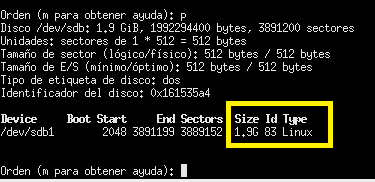 Orden (m para obtener ayuda): p
Disco /dev/sdb: 1.9 GiB, 1992294400 bytes, 3891200 sectores
Unidades: sectores de 1 * 512 = 512 bytes
Tamaño de sector (lógico/físico): 512 bytes / 512 bytes
Tamaño de E/S (mínimo/óptimo): 512 bytes / 512 bytes
Tipo de etiqueta de disco: dos
Identificador del disco: 0x161535a4
Device Boot Start End Sectors Size Id Type
/dev/sdb1 2048 3891199 3889152 1.9G 83 Linux
Orden (m para obtener ayuda):